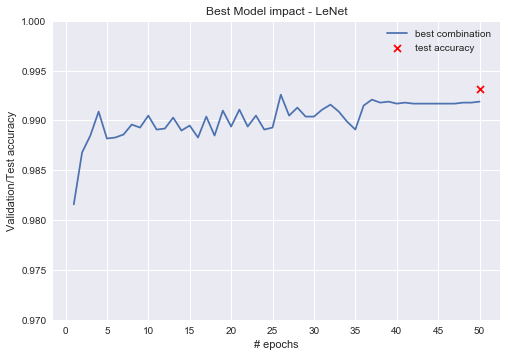 Best Model impact - LeNet
best combination
test accuracy
Validation/Test accuracy
1.000
0.995
0.990
0.985
0.980
0.975
0.970
0 5 10 15 20 25 30 35 40 45 50
# epochs